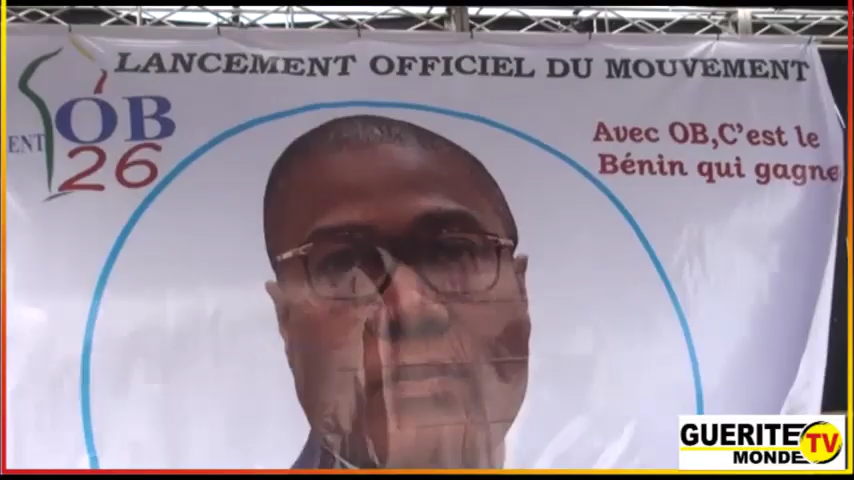 LANCEMENT OFFICIEL DU MOUVEMENT
ENT OB
26
Avec OB,C'est le
Bénin qui gagne
GUERITE TV
MONDE